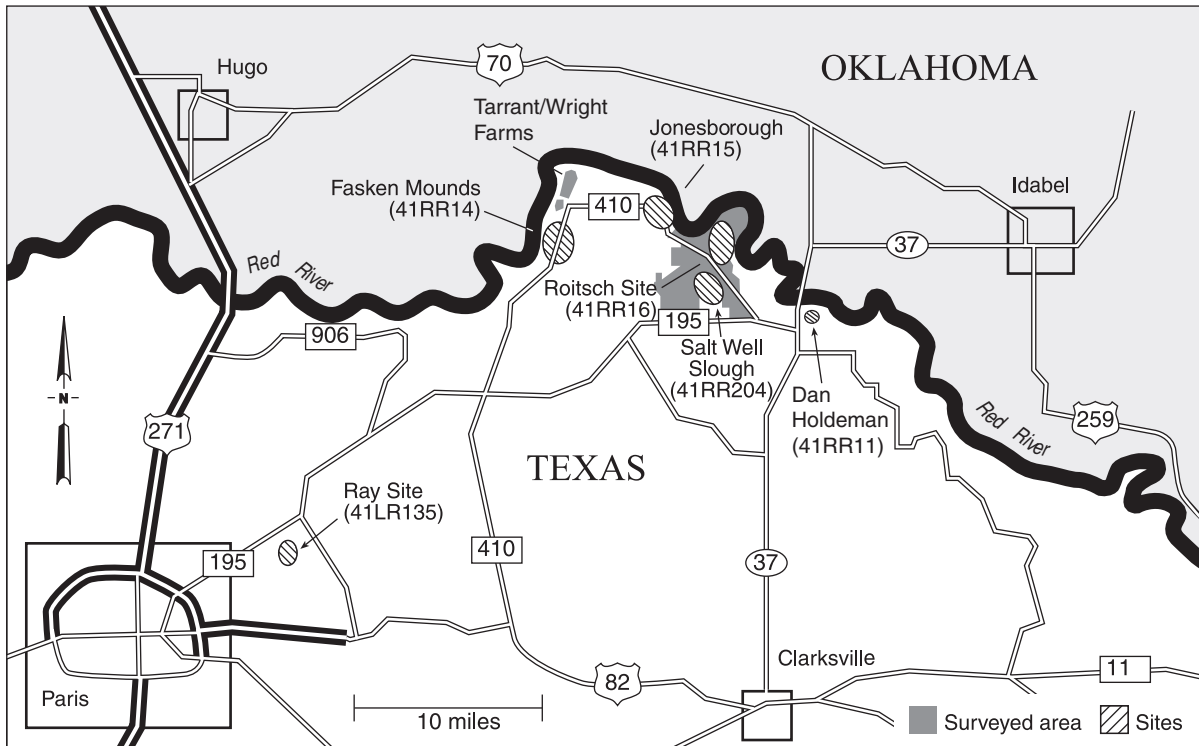 Hugo
70
OKLAHOMA
Tarrant/Wright
Farms
Jonesborough
(41RR15)
Fasken Mounds
(41RR14)
410
Idabel
37
Red River
Roitsch Site
(41RR16)
195
906
Salt Well
Slough
(41RR204)
Dan
Holdeman
(41RR11)
Red River
259
N
271
TEXAS
Ray Site
(41LR135)
195
410
37
Clarksville
11
82
Paris
10 miles
Surveyed area
Sites